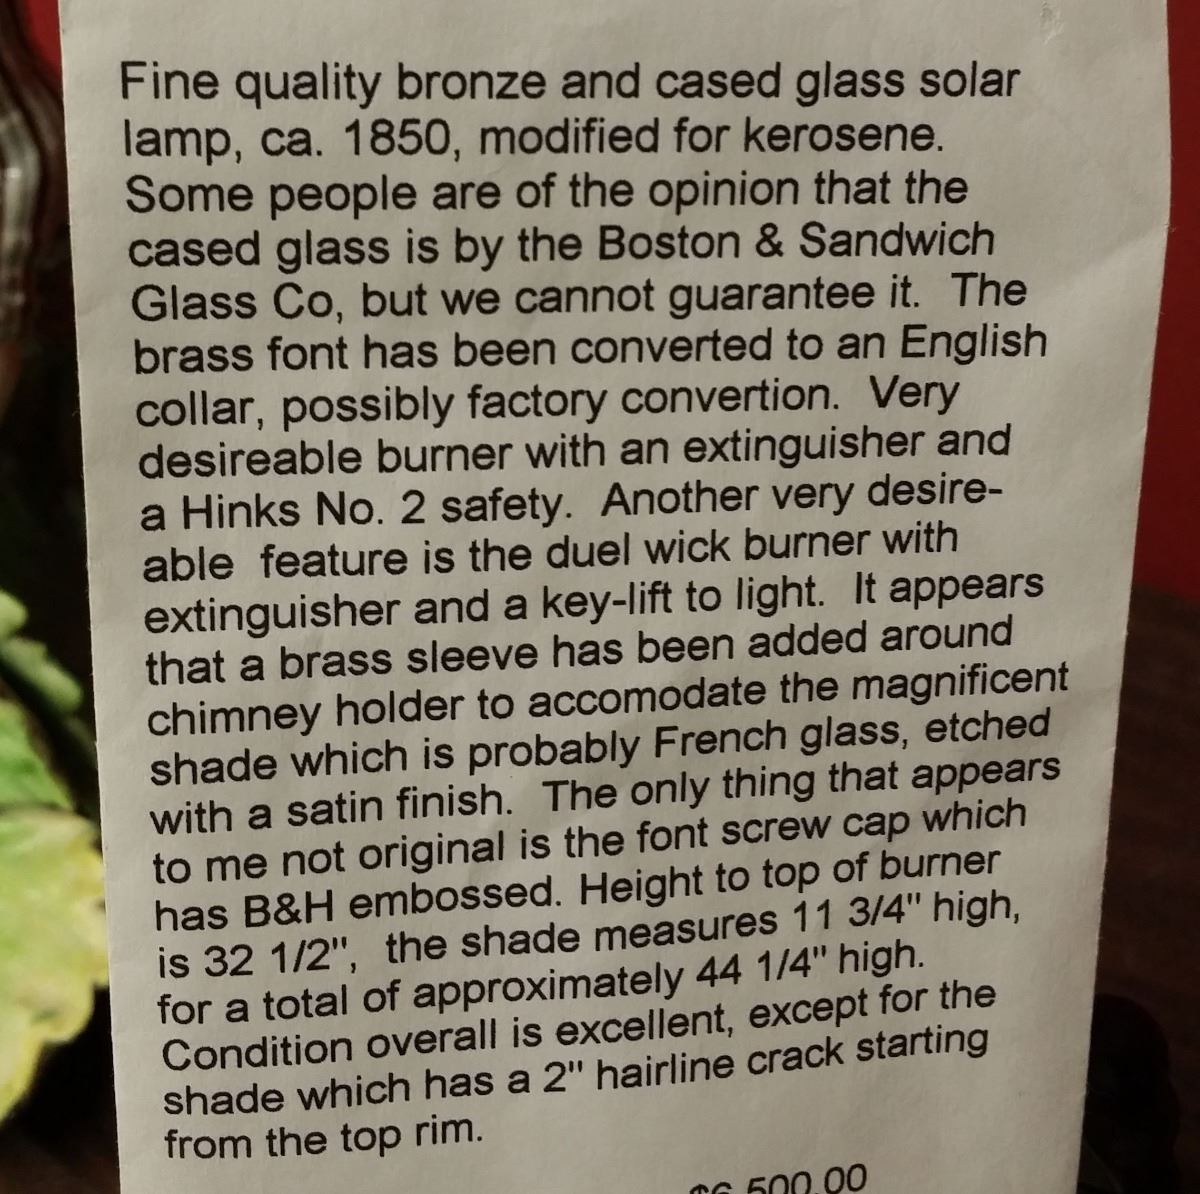 Fine quality bronze and cased glass solar
lamp, ca. 1850, modified for kerosene.
Some people are of the opinion that the
cased glass is by the Boston & Sandwich
Glass Co, but we cannot guarantee it.  The
brass font has been converted to an English
collar, possibly factory convertion.  Very
desireable burner with an extinguisher and
a Hinks No. 2 safety.  Another very desire-
able  feature is the duel wick burner with
extinguisher and a key-lift to light.  It appears
that a brass sleeve has been added around
chimney holder to accomodate the magnificent
shade which is probably French glass, etched
with a satin finish.  The only thing that appears
to me not original is the font screw cap which
has B&H embossed. Height to top of burner
is 32 1/2",  the shade measures 11 3/4" high,
for a total of approximately 44 1/4" high.
Condition overall is excellent, except for the
shade which has a 2" hairline crack starting
from the top rim.
$6,500.00